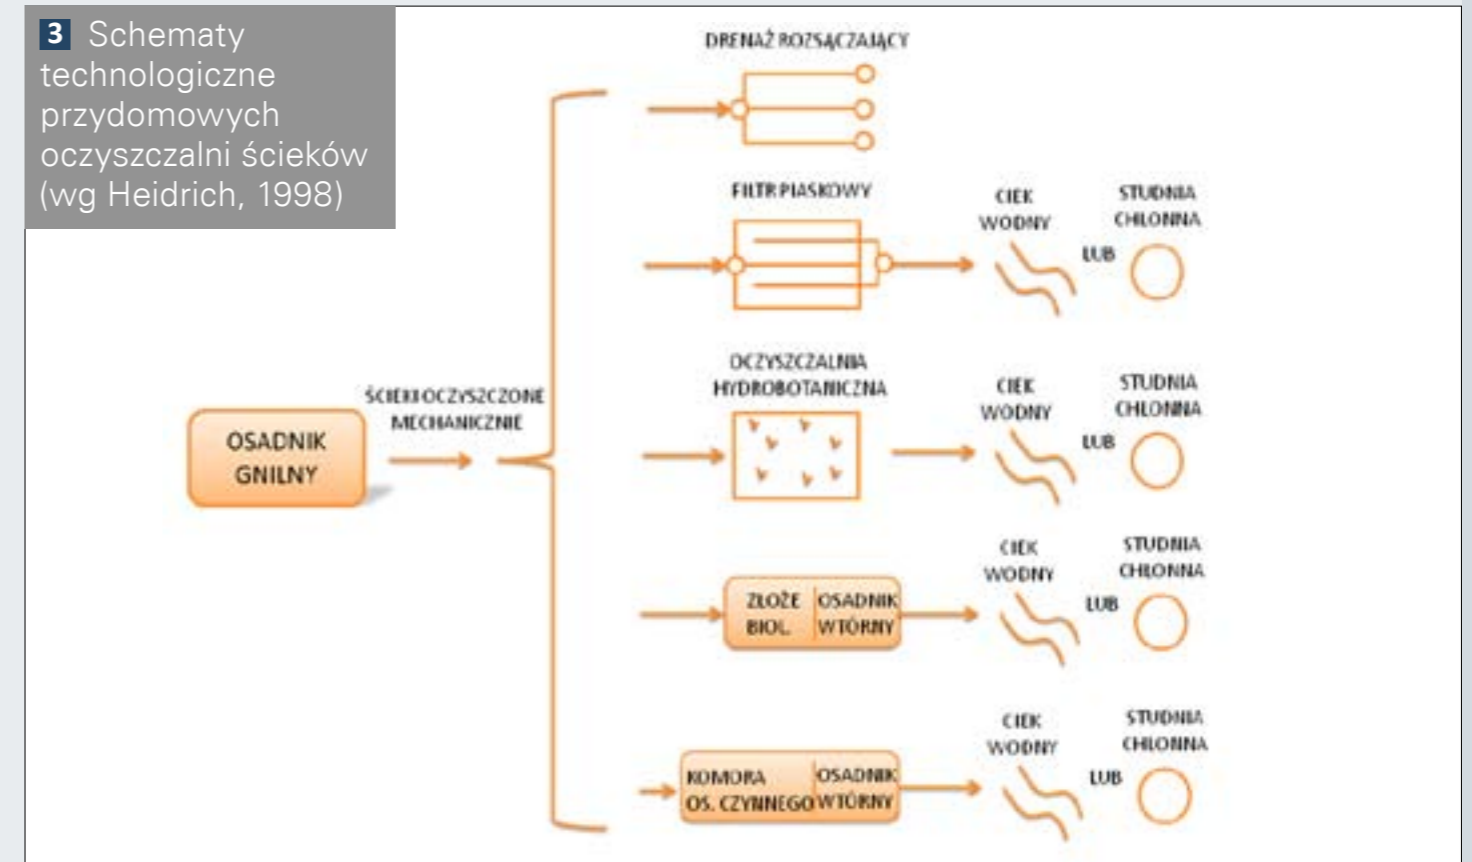 3 Schematy
technologiczne
przydomowych
oczyszczalni ścieków
(wg Heidrich, 1998)
DRENAŻ ROZSĄCZAJĄCY
FILTR PIASKOWY
CIEK
WODNY
LUB
STUDNIA
CHŁONNA
OCZYSZCZALNIA
HYDROBOTANICZNA
CIEK
WODNY
LUB
STUDNIA
CHŁONNA
ŚCIEKI OCZYSZCZONE
MECHANICZNIE
OSADNIK
GNILNY
ZŁOŻE
BIOL.
OSADNIK
WTÓRNY
CIEK
WODNY
LUB
STUDNIA
CHŁONNA
KOMORA
OS. CZYNNEGO
OSADNIK
WTÓRNY
CIEK
WODNY
LUB
STUDNIA
CHŁONNA